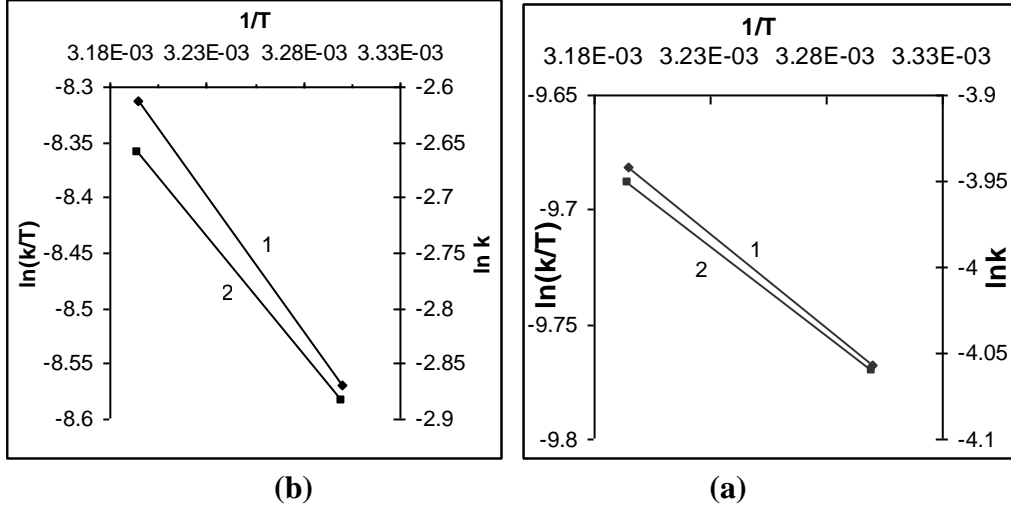 1/T
3.18E-03 3.23E-03 3.28E-03 3.33E-03
-8.3
-8.35
-8.4
-8.45
-8.5
-8.55
-8.6
ln(k/T)
1
2
-2.6
-2.65
-2.7
-2.75
-2.8
-2.85
-2.9
ln k
(b)
1/T
3.18E-03 3.23E-03 3.28E-03 3.33E-03
-9.65
-9.7
-9.75
-9.8
ln(k/T)
1
2
-3.9
-3.95
-4
-4.05
-4.1
lnk
(a)